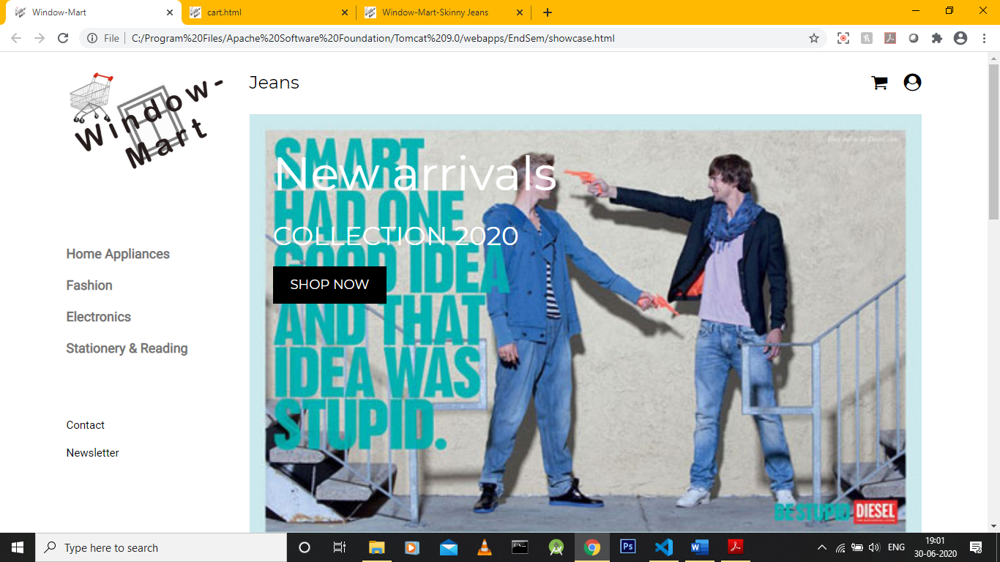 Window-Mart
cart.html
Window-Mart-Skinny Jeans
File
C:/Program%20Files/Apache%20Software%20Foundation/Tomcat%209.0/webapps/EndSem/showcase.html
Window-
Mart
Jeans
Home Appliances
Fashion
Electronics
Stationery & Reading
Contact
Newsletter
New arrivals
COLLECTION 2020
SHOP NOW
SMART
HAD ONE
GOOD IDEA
AND THAT
IDEA WAS
STUPID.
BE STUPID DIESEL
Type here to search
Ps
ENG
19:01
30-06-2020